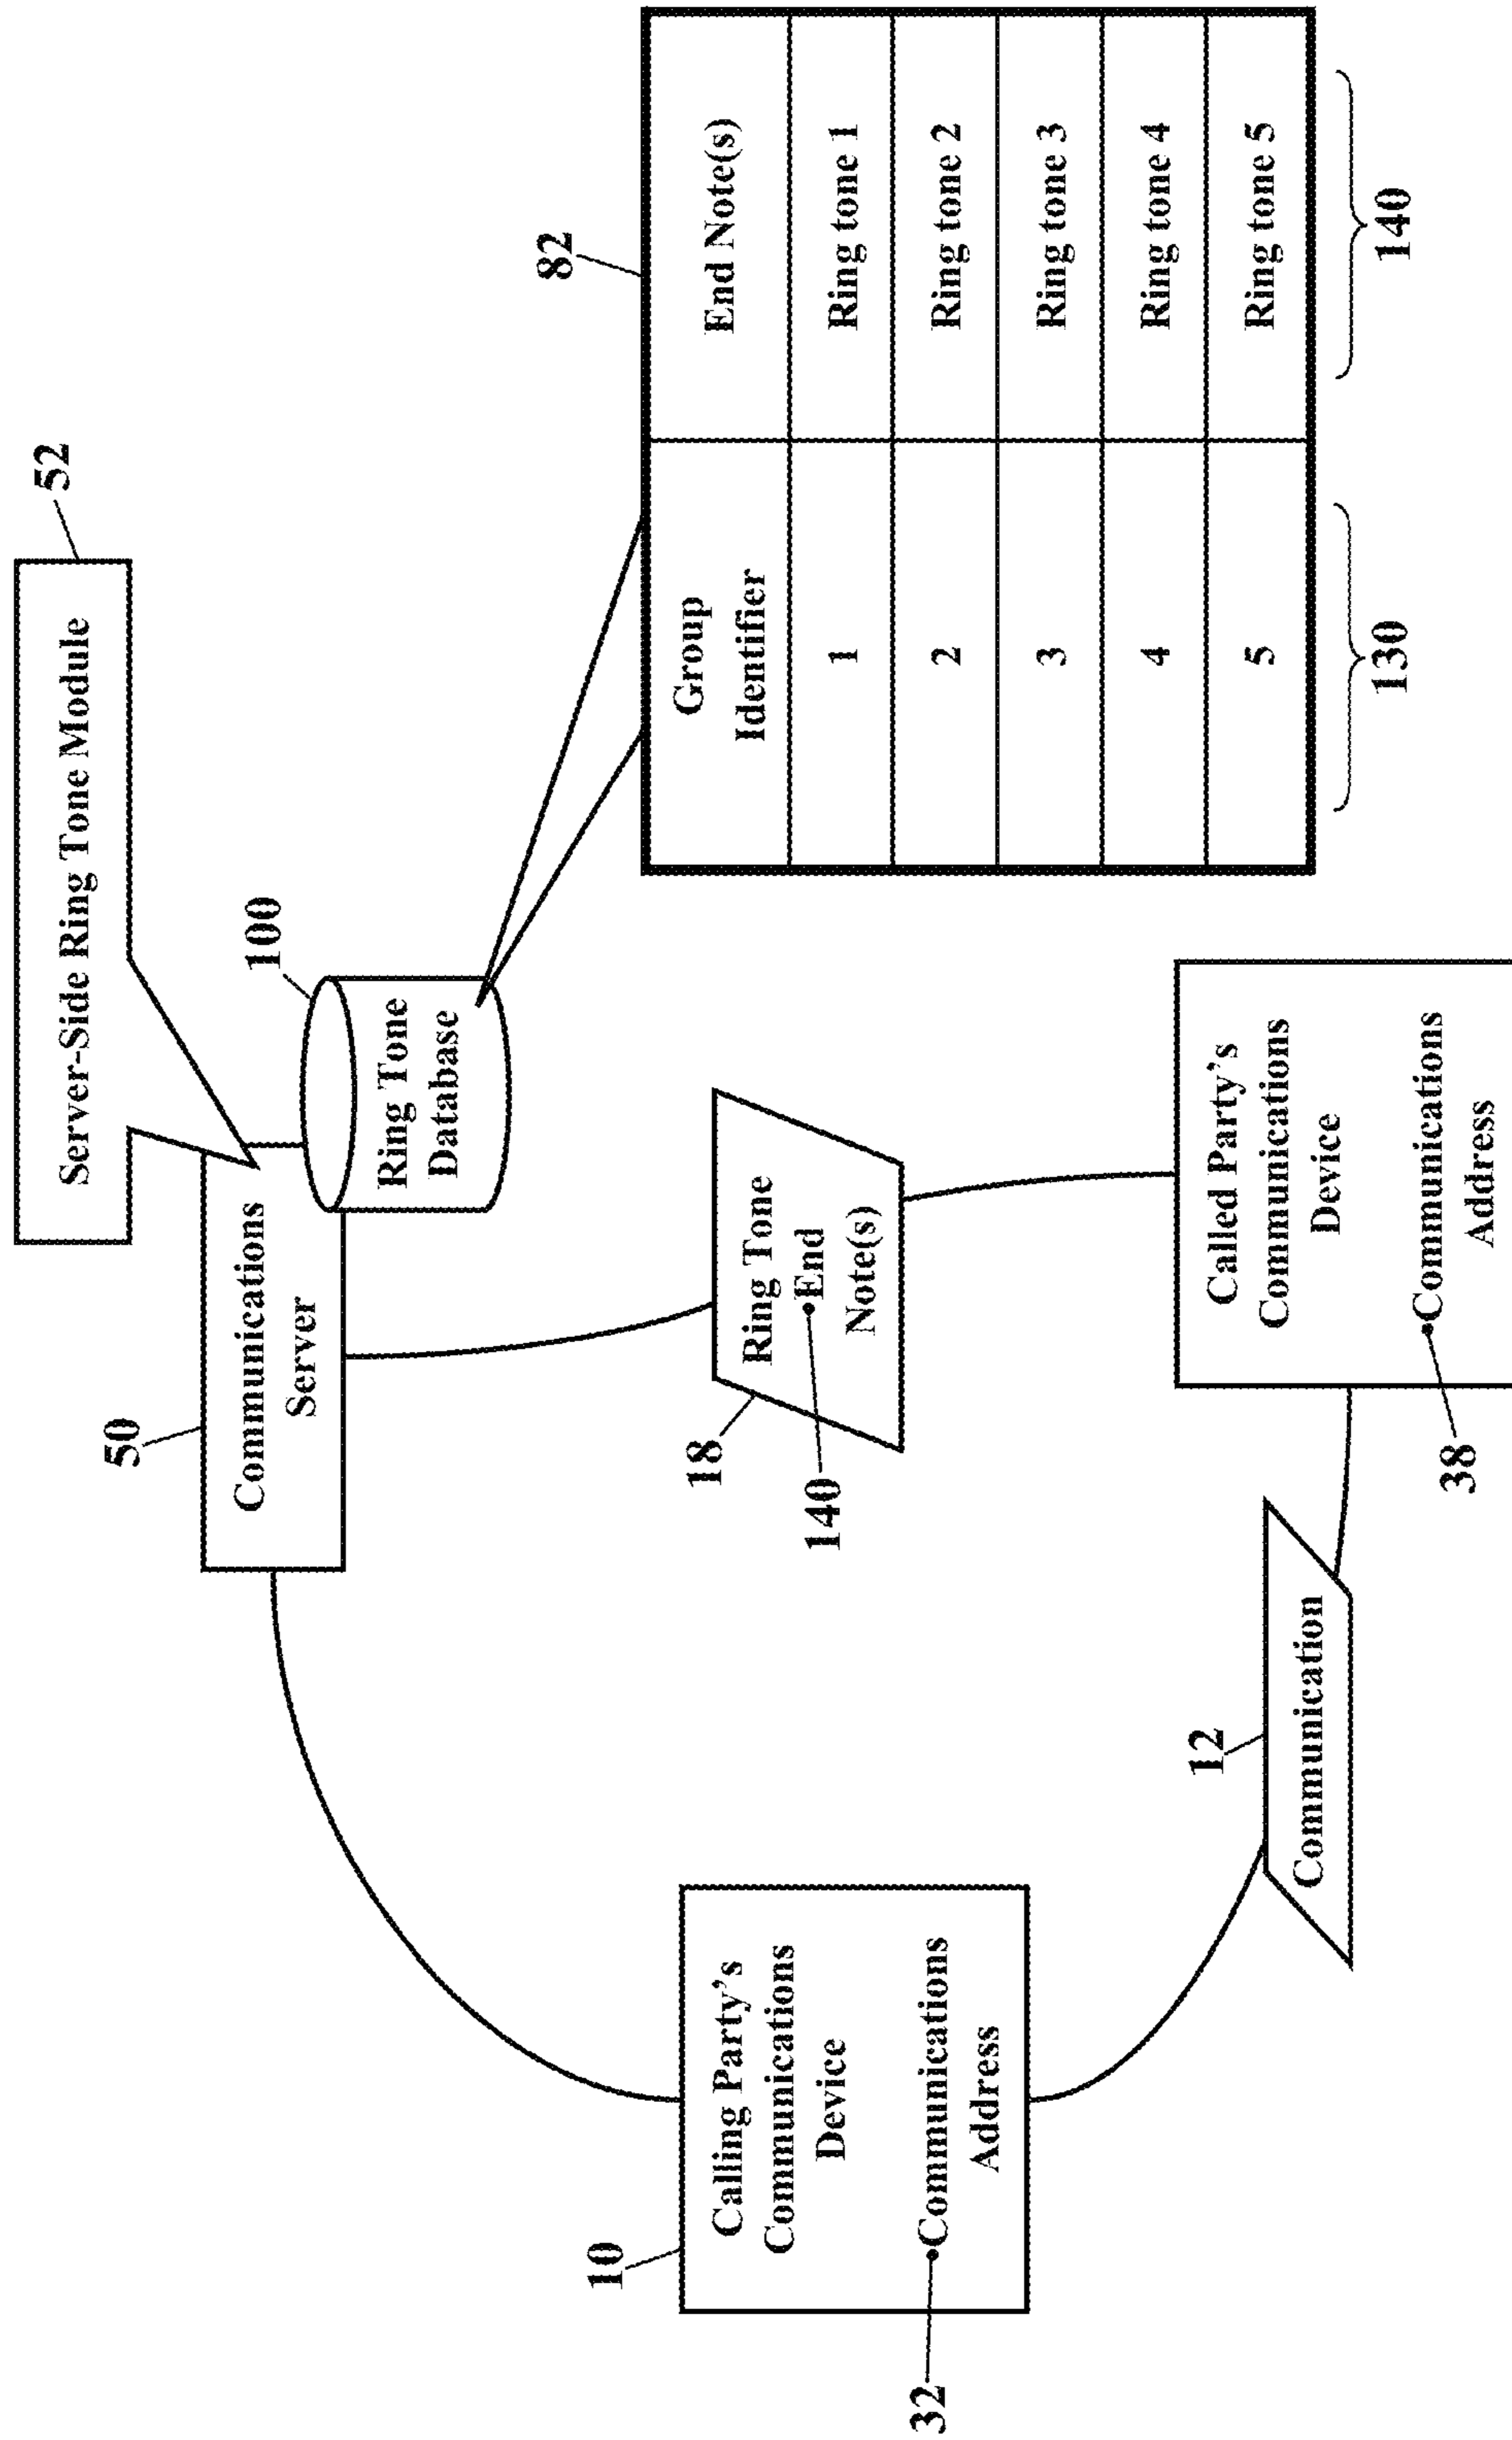 52
Server-Side Ring Tone Module
50
Communications
Server
100
Ring Tone
Database
82
Group
Identifier
End Note(s)
1
Ring tone 1
2
Ring tone 2
3
Ring tone 3
4
Ring tone 4
5
Ring tone 5
130
140
10
Calling Party's
Communications
Device
Communications
Address
32
18
Ring Tone
End
Note(s)
140
12
Communication
Called Party's
Communications
Device
Communications
Address
38